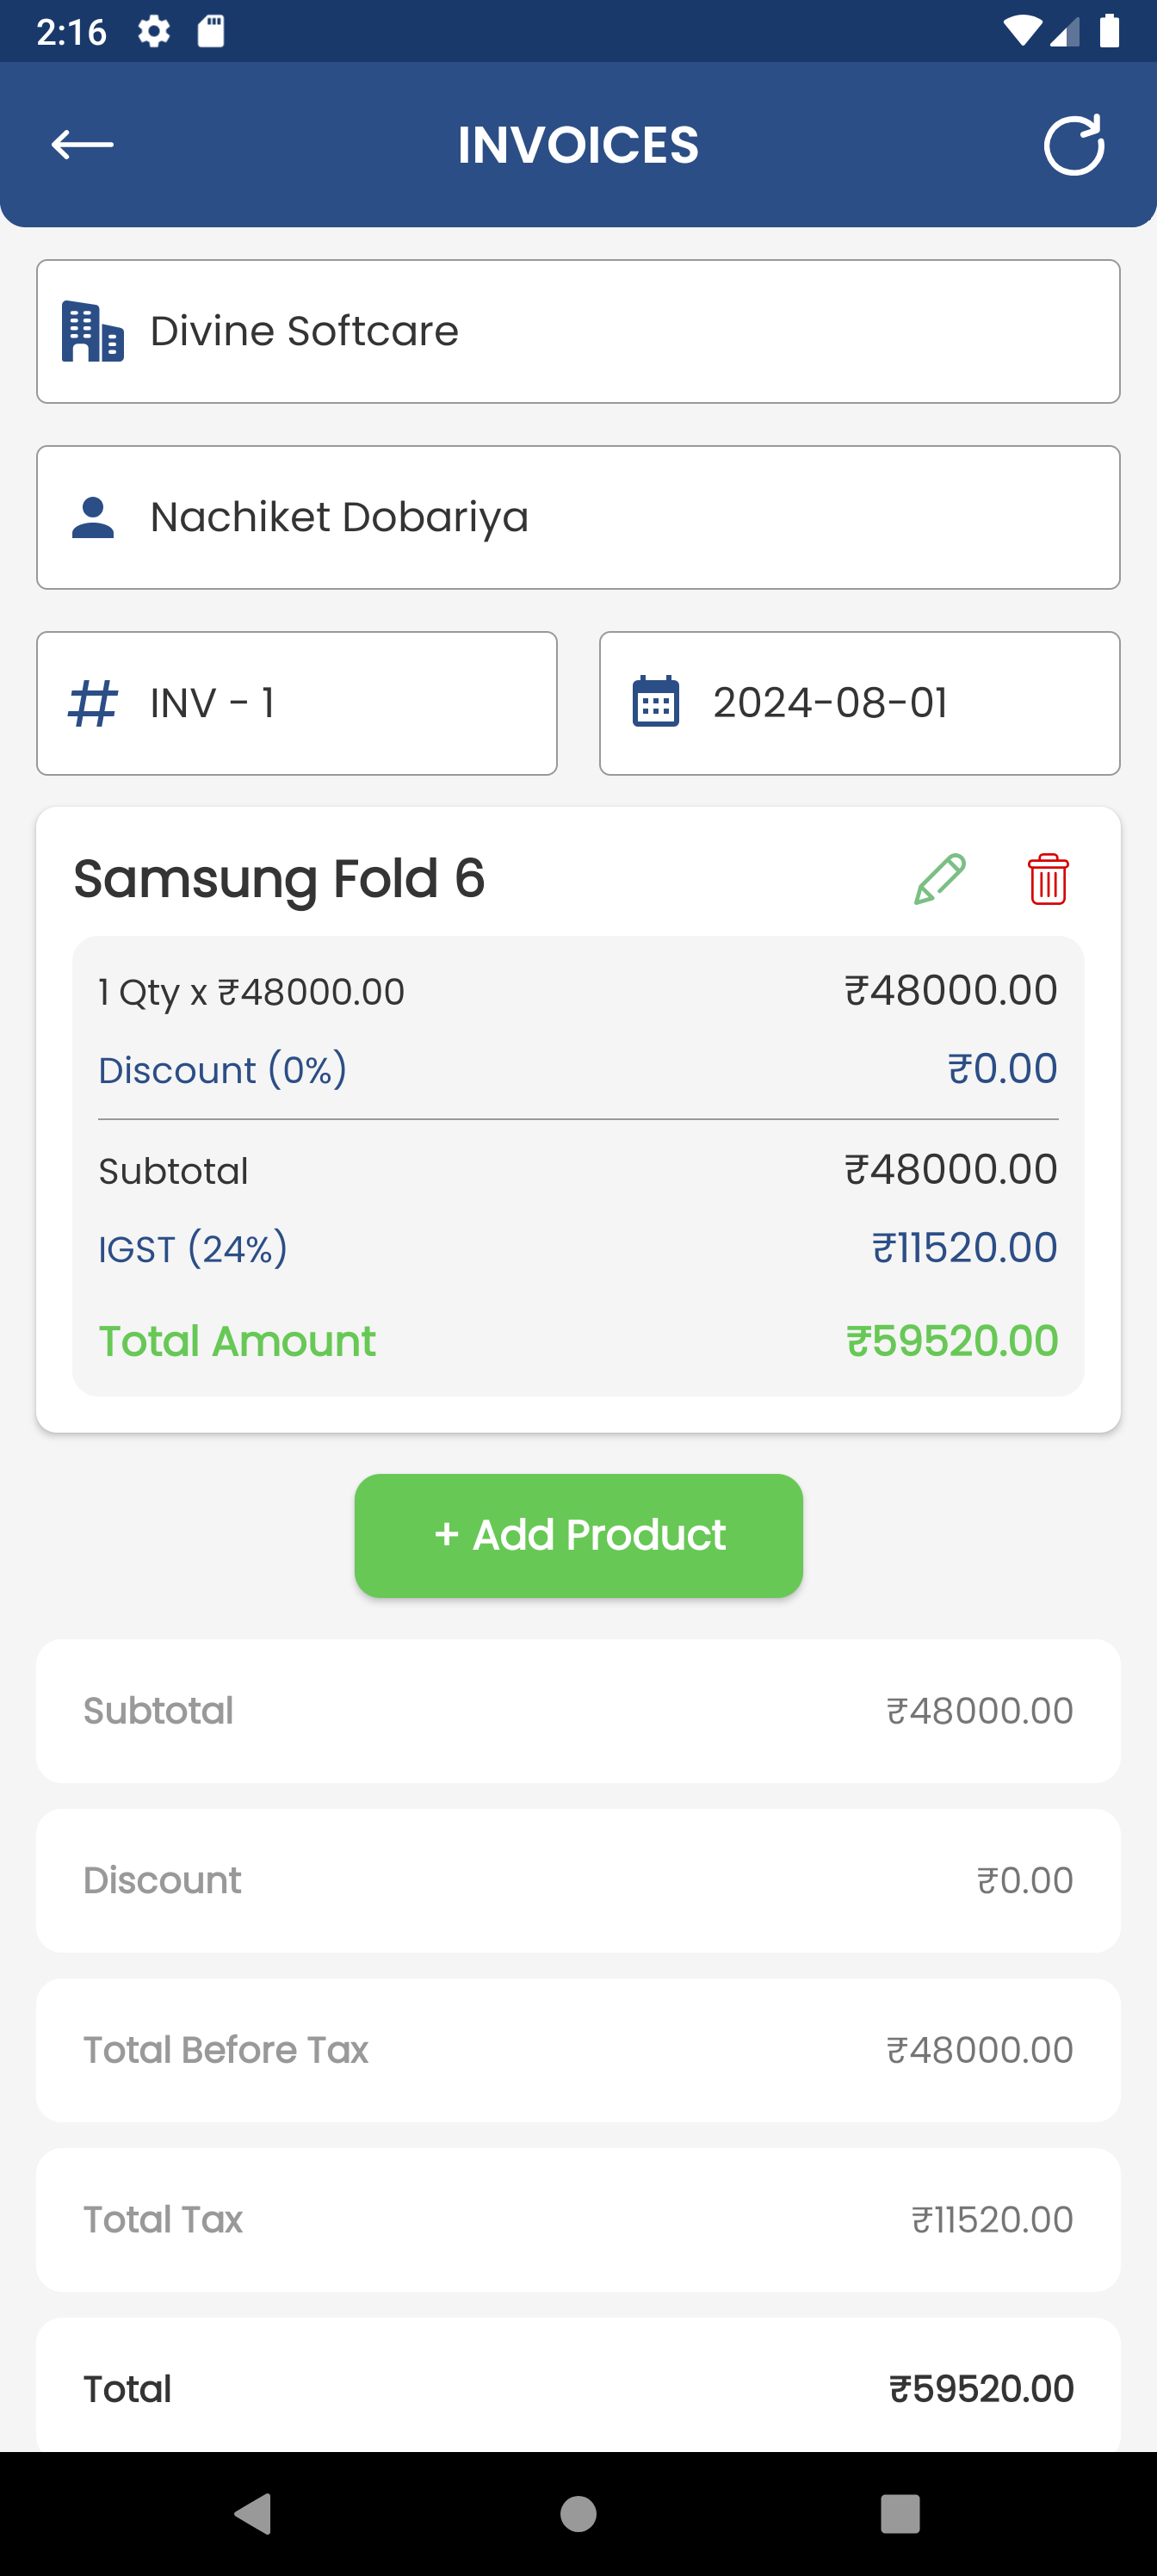 2:16
INVOICES
Divine Softcare
Nachiket Dobariya
INV - 1
2024-08-01
Samsung Fold 6
1 Qty x ₹48000.00 ₹48000.00
Discount (0%) ₹0.00
Subtotal ₹48000.00
IGST (24%) ₹11520.00
Total Amount ₹59520.00
+ Add Product
Subtotal ₹48000.00
Discount ₹0.00
Total Before Tax ₹48000.00
Total Tax ₹11520.00
Total ₹59520.00